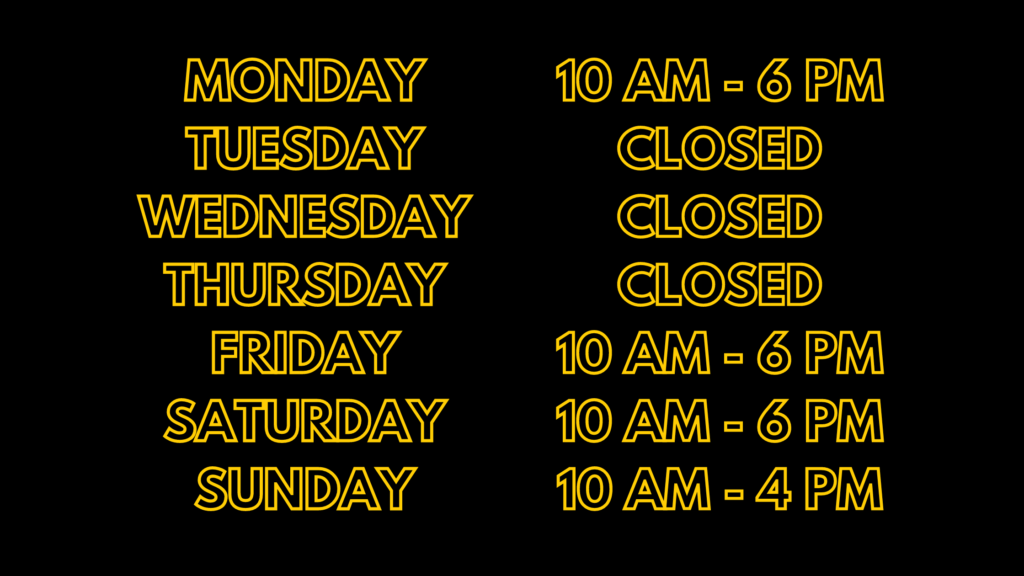 MONDAY 10 AM - 6 PM
TUESDAY CLOSED
WEDNESDAY CLOSED
THURSDAY CLOSED
FRIDAY 10 AM - 6 PM
SATURDAY 10 AM - 6 PM
SUNDAY 10 AM - 4 PM